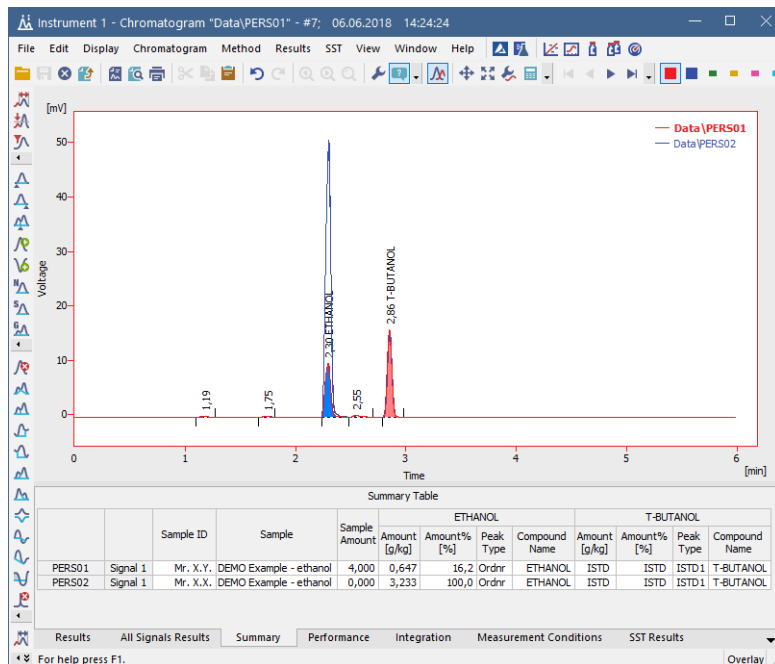 Instrument 1 - Chromatogram "Data\PERS01" - #7; 06.06.2018 14:24:24
File Edit Display Chromatogram Method Results SST View Window Help
[mV]
Data\PERS01
Data\PERS02
50
40
30
20
10
0
Voltage
1,19
1,75
2,30 ETHANOL
2,55
2,86 T-BUTANOL
0 1 2 3 4 5 6
Time
[min]
Summary Table
ETHANOL T-BUTANOL
Sample ID Sample Sample Amount Amount [g/kg] Amount% [%] Peak Type Compound Name Amount [g/kg] Amount% [%] Peak Type Compound Name
PERS01 Signal 1 Mr. X.Y. DEMO Example - ethanol 4,000 0,647 16,2 Ordnr ETHANOL ISTD ISTD ISTD1 T-BUTANOL
PERS02 Signal 1 Mr. X.X. DEMO Example - ethanol 0,000 3,233 100,0 Ordnr ETHANOL ISTD ISTD ISTD1 T-BUTANOL
Results All Signals Results Summary Performance Integration Measurement Conditions SST Results
For help press F1. Overlay